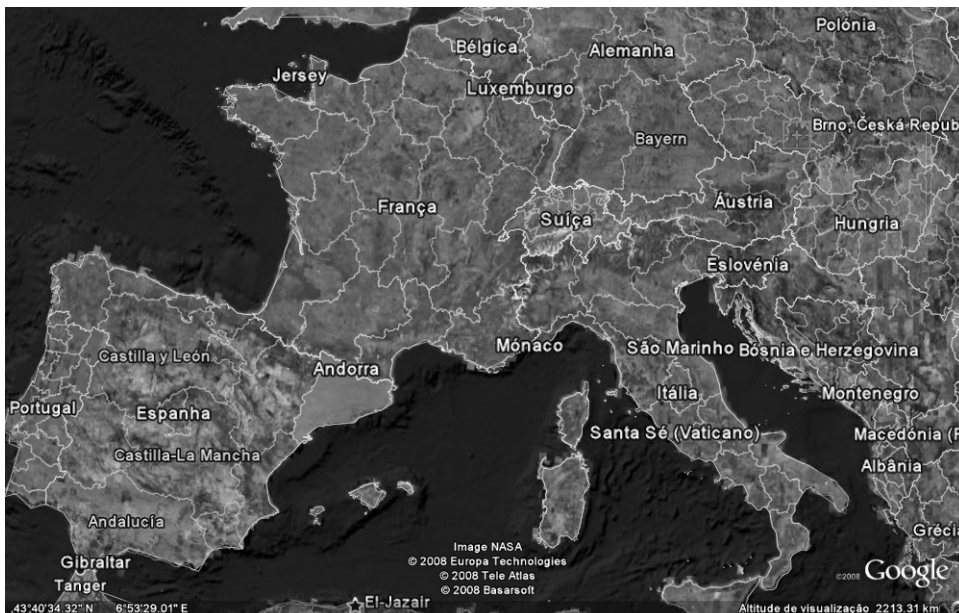 Polónia
Bélgica
Alemanha
Jersey
Luxemburgo
Brno, Česká Repub
Bayern
França
Suíça
Áustria
Hungria
Eslovénia
Mónaco
São Marinho
Bósnia e Herzegovina
Castilla y León
Andorra
Portugal
Espanha
Itália
Montenegro
Santa Sé (Vaticano)
Macedónia (F
Castilla-La Mancha
Albânia
Andalucía
Gréci
Gibraltar
Tanger
El-Jazair
Image NASA
© 2008 Europa Technologies
© 2008 Tele Atlas
© 2008 Basarsoft
©2008 Google
43°40'34.32" N 6°53'29.01" E
Altitude de visualização 2213.31 km